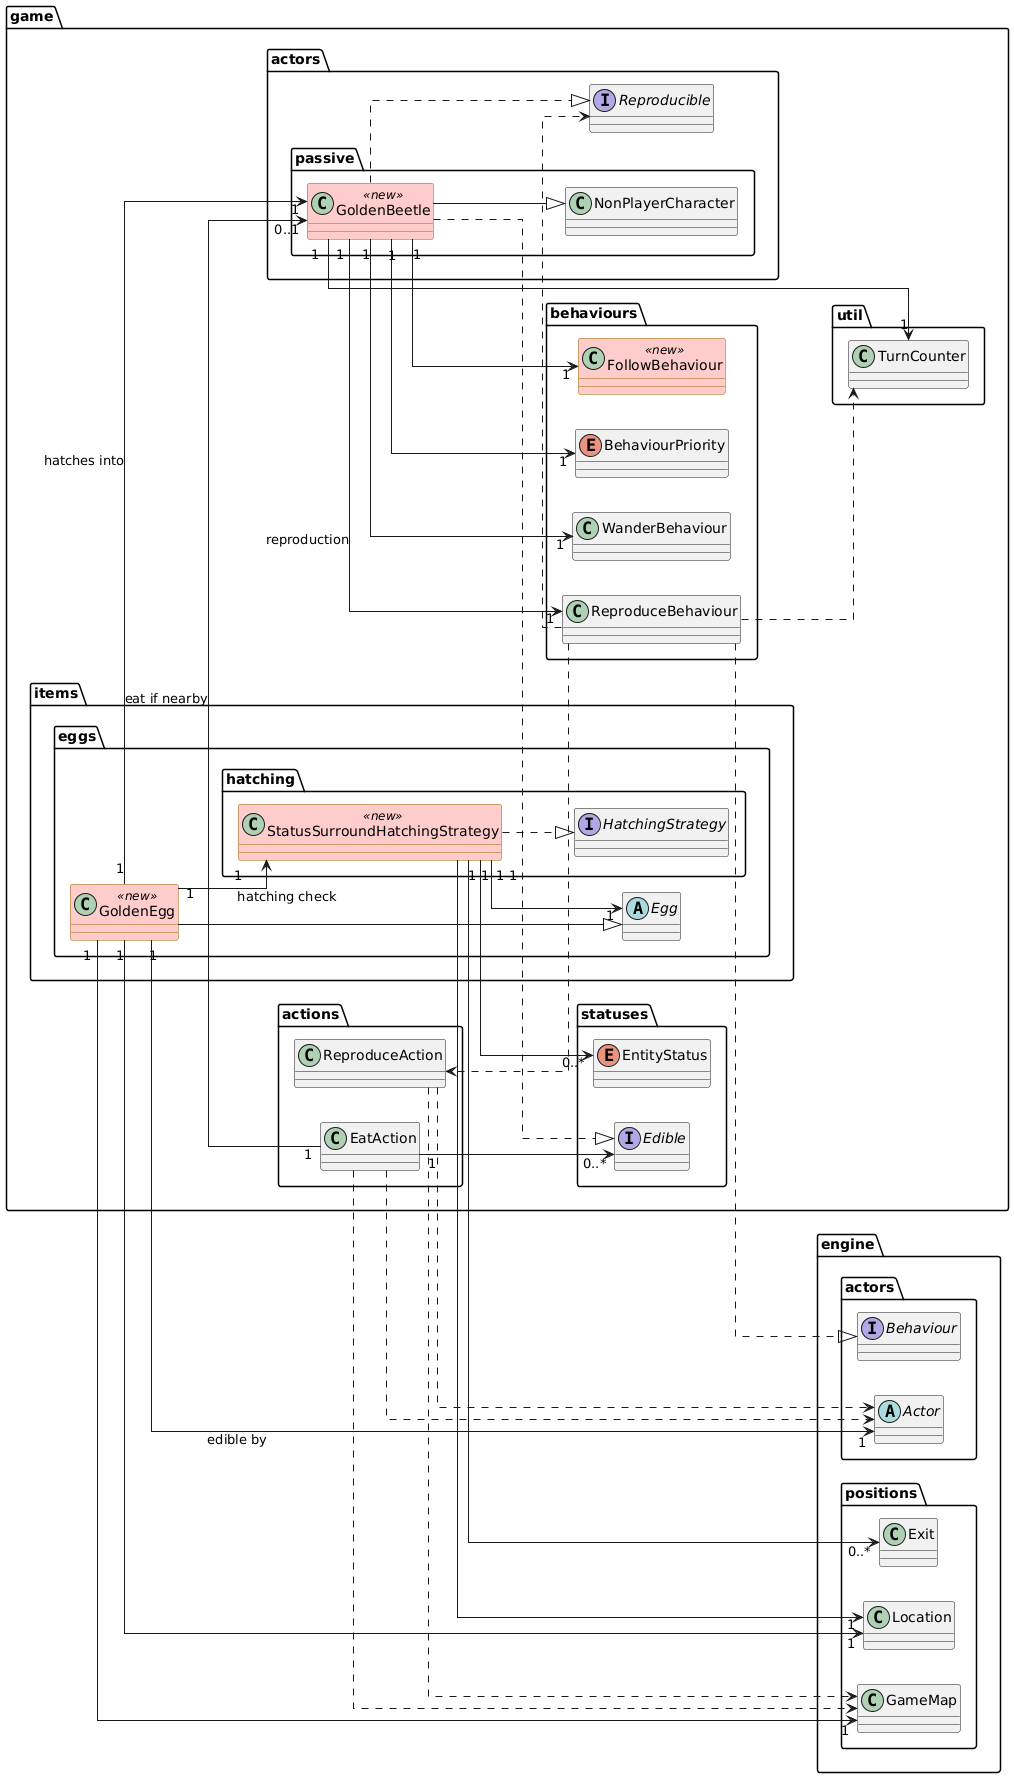 game
actors
I Reproducible
passive
C «new»
GoldenBeetle
C NonPlayerCharacter
1
0..1
1 1 1 1 1
behaviours
util
1
C «new»
FollowBehaviour
C TurnCounter
1
E BehaviourPriority
hatches into
1
C WanderBehaviour
reproduction
1
C ReproduceBehaviour
1
items
eat if nearby
eggs
hatching
C «new»
StatusSurroundHatchingStrategy
I HatchingStrategy
1
1
1 1 1 1
C «new»
GoldenEgg
1
hatching check
A Egg
1
1 1 1
actions
statuses
C ReproduceAction
E EntityStatus
0..*
C EatAction
I Edible
1
1
0..*
engine
actors
I Behaviour
A Actor
edible by
1
positions
C Exit
0..*
C Location
1
1
C GameMap
1